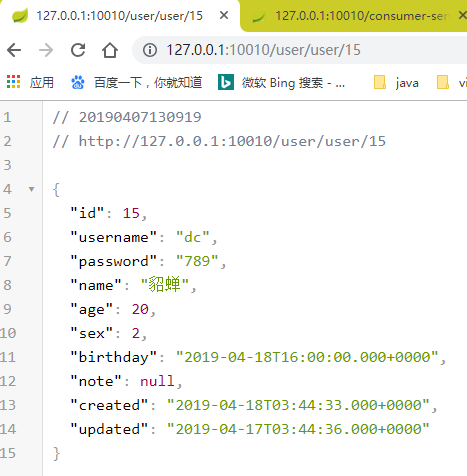 127.0.0.1:10010/user/user/15
127.0.0.1:10010/consumer-ser
127.0.0.1:10010/user/user/15
应用
百度一下，你就知道
微软 Bing 搜索 - ...
java
vi
1 // 20190407130919
2 // http://127.0.0.1:10010/user/user/15
3
4 {
5 "id": 15,
6 "username": "dc",
7 "password": "789",
8 "name": "貂蝉",
9 "age": 20,
10 "sex": 2,
11 "birthday": "2019-04-18T16:00:00.000+0000",
12 "note": null,
13 "created": "2019-04-18T03:44:33.000+0000",
14 "updated": "2019-04-17T03:44:36.000+0000"
15 }